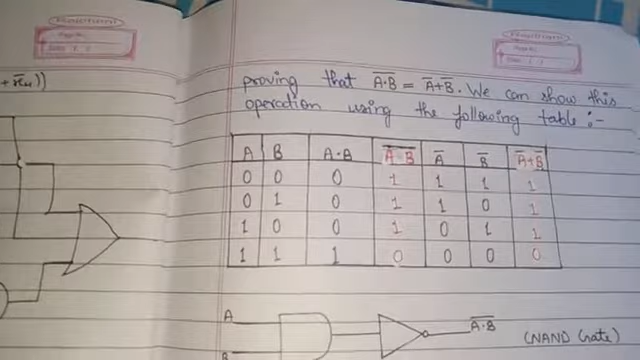 + x̄₄))
proving that A̅·̅B̅ = A̅+B̅. We can show this
operation using the following table :-
A B A·B A̅·̅B̅ A̅ B̅ A̅+B̅
0 0 0 1 1 1 1
0 1 0 1 1 0 1
1 0 0 1 0 1 1
1 1 1 0 0 0 0
A
A̅·̅B̅
(NAND Gate)
B